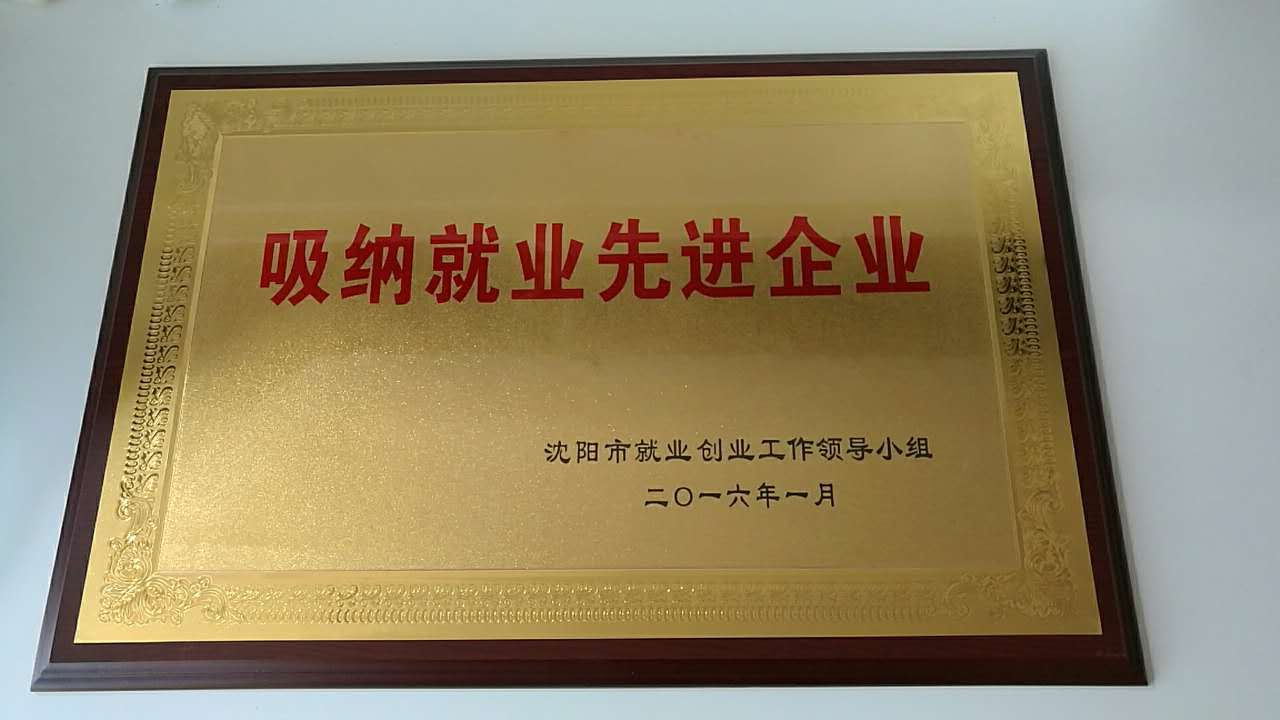 吸纳就业先进企业
沈阳市就业创业工作领导小组
二〇一六年一月